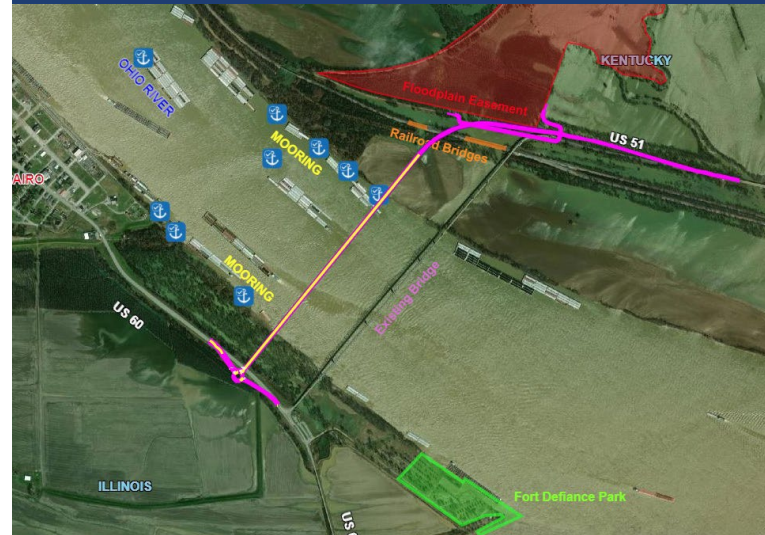 OHIO RIVER
KENTUCKY
Floodplain Easement
US 51
Railroad Bridges
MOORING
AIRO
MOORING
Existing Bridge
US 60
ILLINOIS
Fort Defiance Park
US